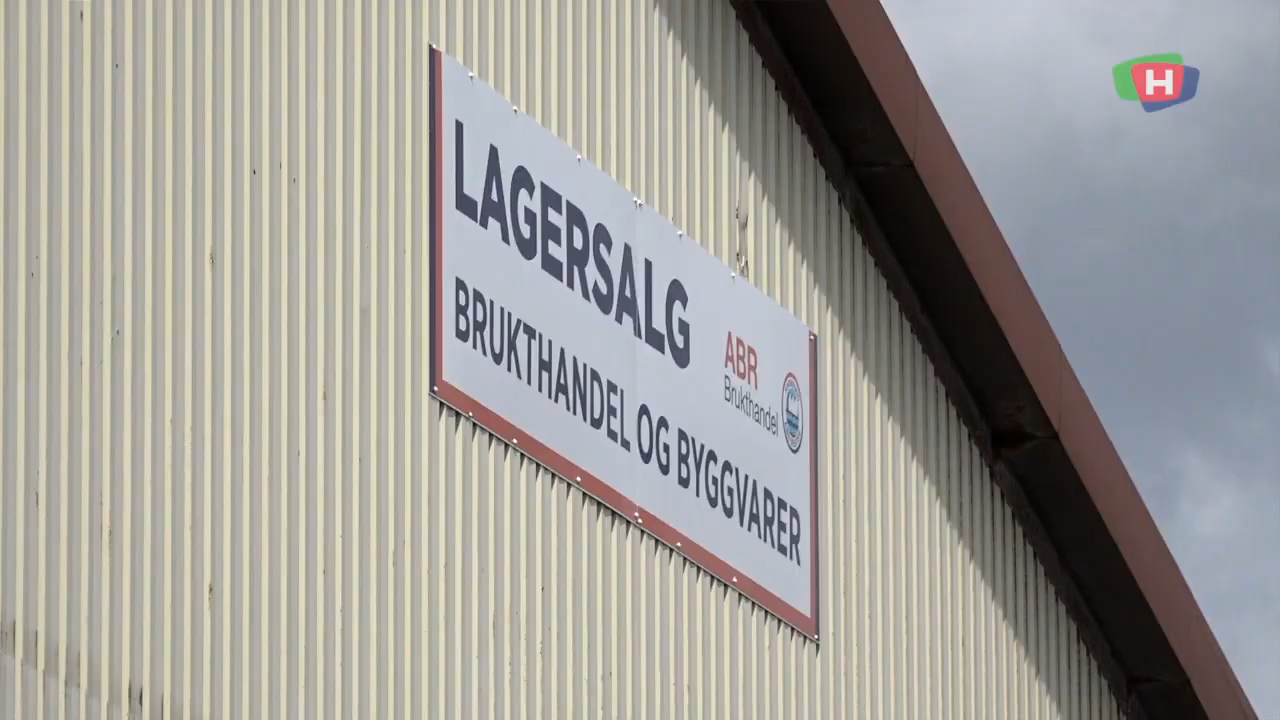 H
LAGERSALG
BRUKTHANDEL OG BYGGVARER
ABR
Brukthandel